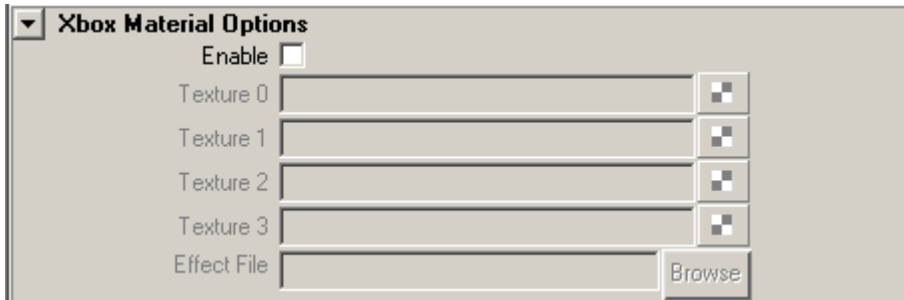 Xbox Material Options
Enable
Texture 0
Texture 1
Texture 2
Texture 3
Effect File Browse